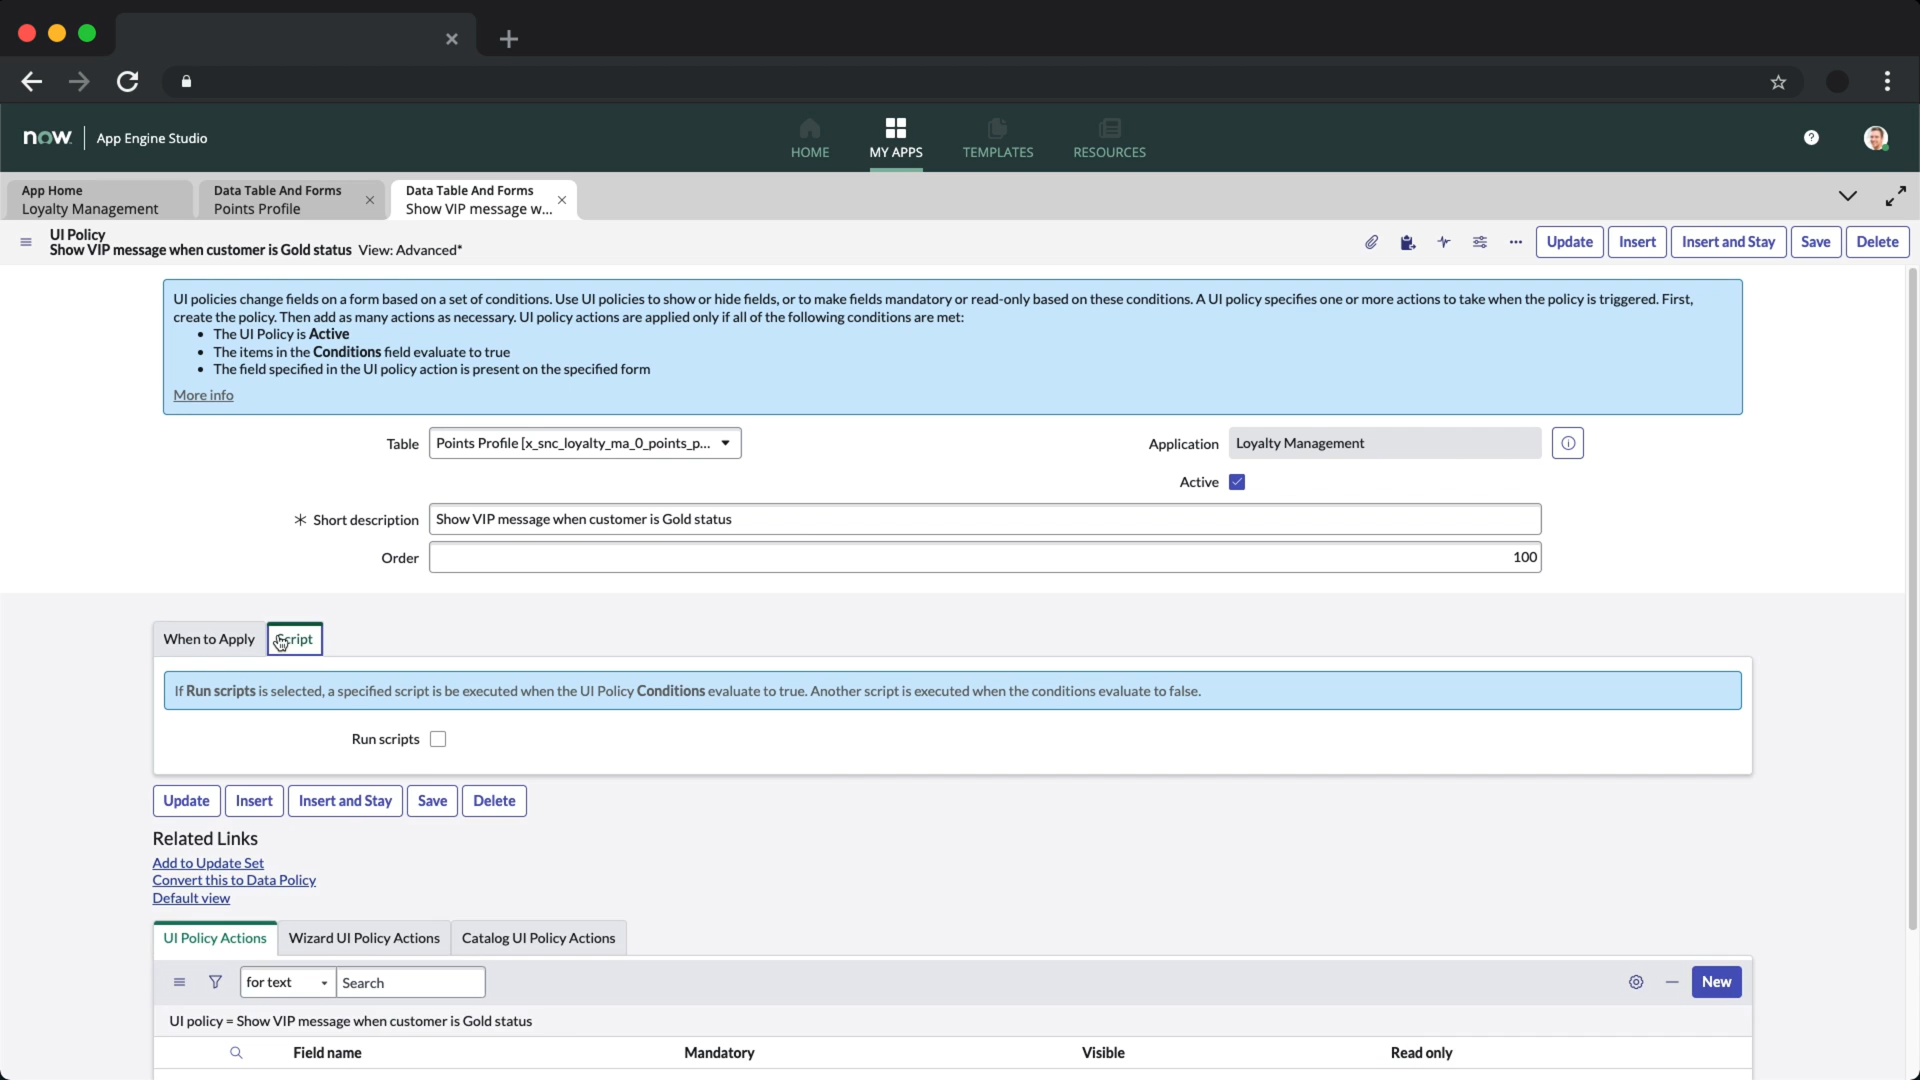 now. App Engine Studio
HOME
MY APPS
TEMPLATES
RESOURCES
App Home
Loyalty Management
Data Table And Forms
Points Profile
Data Table And Forms
Show VIP message w...
UI Policy
Show VIP message when customer is Gold status View: Advanced*
Update
Insert
Insert and Stay
Save
Delete
UI policies change fields on a form based on a set of conditions. Use UI policies to show or hide fields, or to make fields mandatory or read-only based on these conditions. A UI policy specifies one or more actions to take when the policy is triggered. First,
create the policy. Then add as many actions as necessary. UI policy actions are applied only if all of the following conditions are met:
• The UI Policy is Active
• The items in the Conditions field evaluate to true
• The field specified in the UI policy action is present on the specified form
More info
Table Points Profile [x_snc_loyalty_ma_0_points_p...
Application Loyalty Management
Active
Short description Show VIP message when customer is Gold status
Order 100
When to Apply
Script
If Run scripts is selected, a specified script is be executed when the UI Policy Conditions evaluate to true. Another script is executed when the conditions evaluate to false.
Run scripts
Update
Insert
Insert and Stay
Save
Delete
Related Links
Add to Update Set
Convert this to Data Policy
Default view
UI Policy Actions
Wizard UI Policy Actions
Catalog UI Policy Actions
for text
Search
New
UI policy = Show VIP message when customer is Gold status
Field name
Mandatory
Visible
Read only